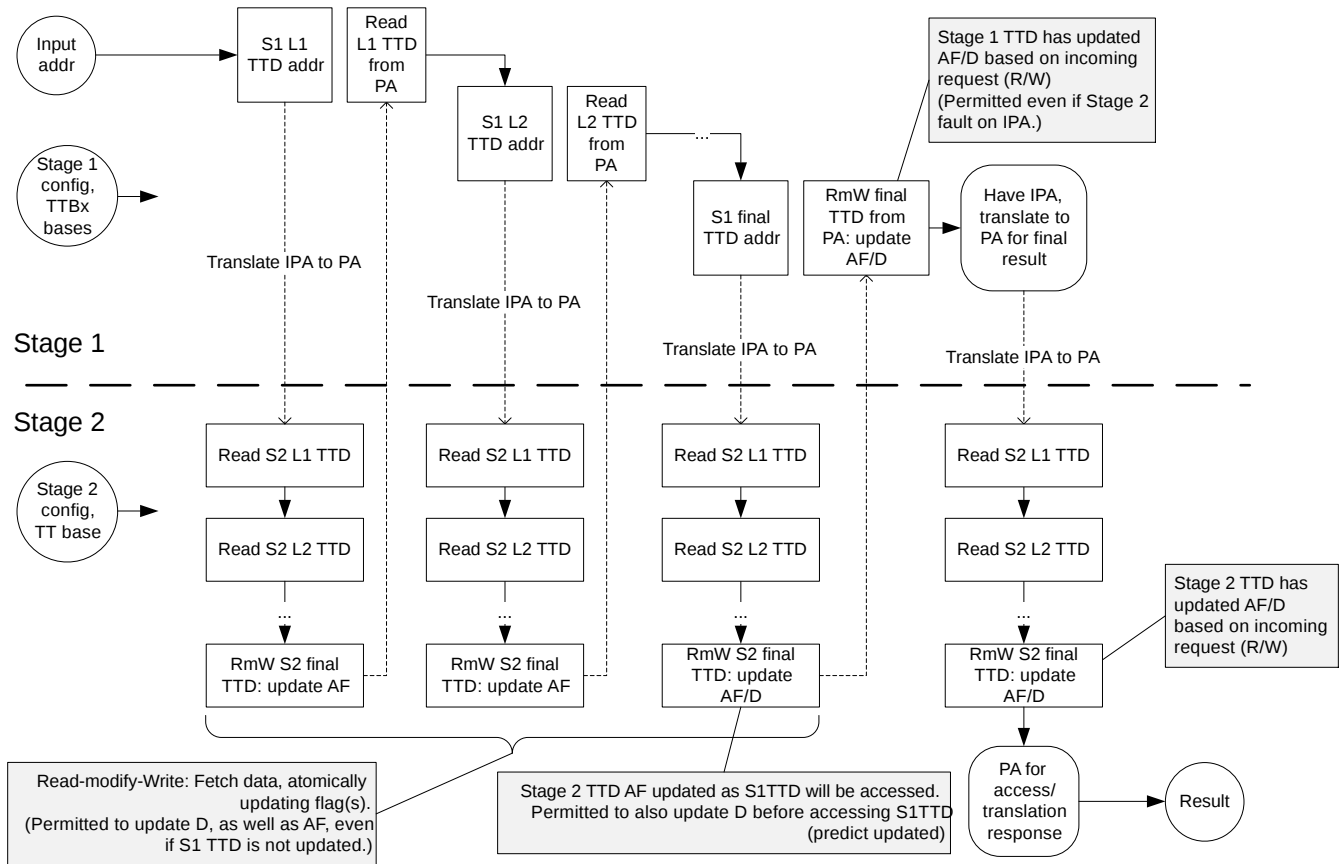 Input
addr
S1 L1
TTD addr
Read
L1 TTD
from
PA
S1 L2
TTD addr
Read
L2 TTD
from
PA
...
S1 final
TTD addr
RmW final
TTD from
PA: update
AF/D
Stage 1 TTD has updated
AF/D based on incoming
request (R/W)
(Permitted even if Stage 2
fault on IPA.)
Have IPA,
translate to
PA for final
result
Stage 1
config,
TTBx
bases
Translate IPA to PA
Translate IPA to PA
Translate IPA to PA
Translate IPA to PA
Stage 1
Stage 2
Stage 2
config,
TT base
Read S2 L1 TTD
Read S2 L2 TTD
...
RmW S2 final
TTD: update AF
Read S2 L1 TTD
Read S2 L2 TTD
...
RmW S2 final
TTD: update AF
Read S2 L1 TTD
Read S2 L2 TTD
...
RmW S2 final
TTD: update
AF/D
Read S2 L1 TTD
Read S2 L2 TTD
...
RmW S2 final
TTD: update
AF/D
Stage 2 TTD has
updated AF/D
based on incoming
request (R/W)
Read-modify-Write: Fetch data, atomically
updating flag(s).
(Permitted to update D, as well as AF, even
if S1 TTD is not updated.)
Stage 2 TTD AF updated as S1TTD will be accessed.
Permitted to also update D before accessing S1TTD
(predict updated)
PA for
access/
translation
response
Result